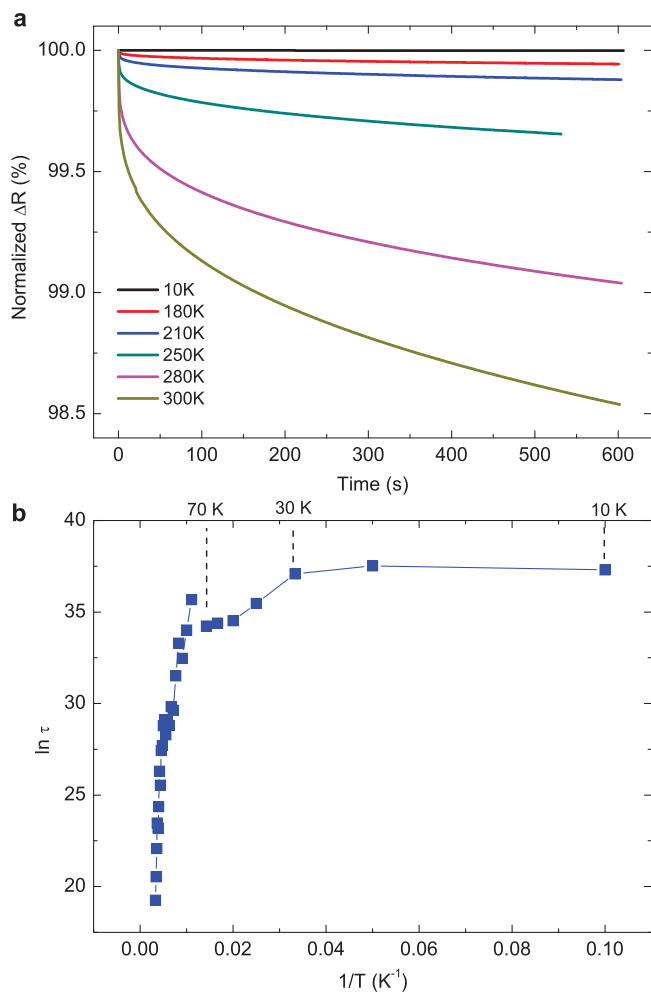 a
100.0
99.5
99.0
98.5
Normalized ΔR (%)
10K
180K
210K
250K
280K
300K
0 100 200 300 400 500 600
Time (s)
b
70 K 30 K 10 K
40
35
30
25
20
ln τ
0.00 0.02 0.04 0.06 0.08 0.10
1/T (K⁻¹)